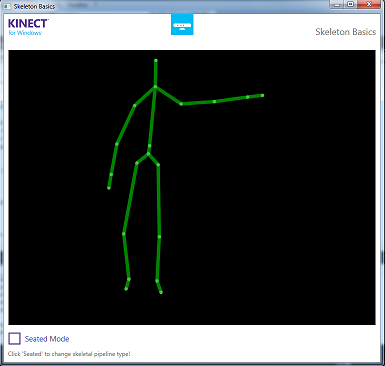 Skeleton Basics
KINECT
for Windows
Skeleton Basics
Seated Mode
Click 'Seated' to change skeletal pipeline type!